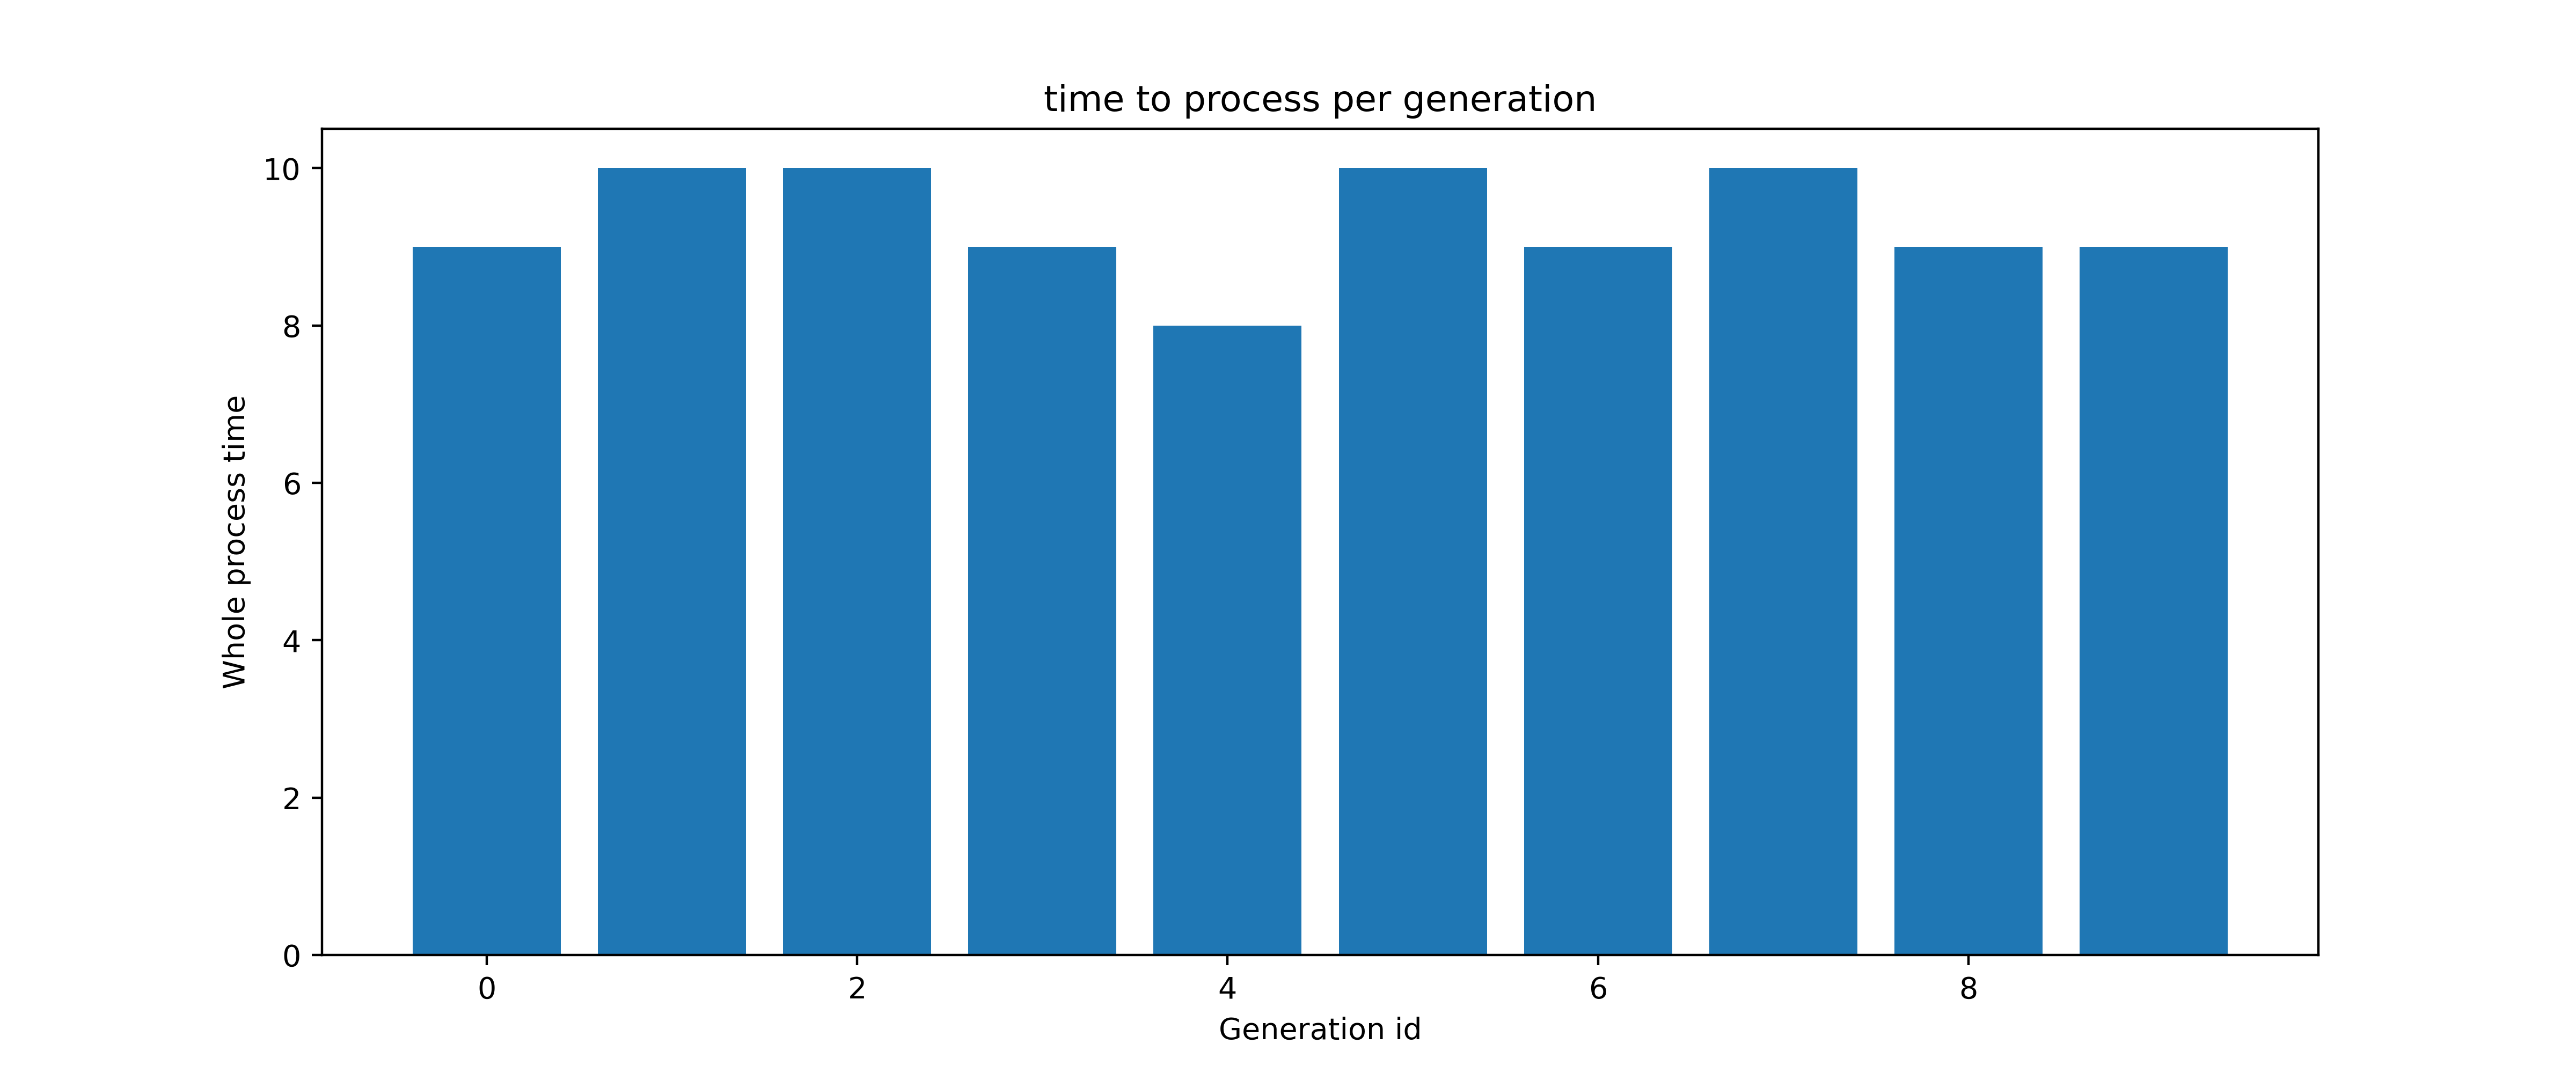 time to process per generation
10
8
6
4
2
0
Whole process time
0 2 4 6 8
Generation id